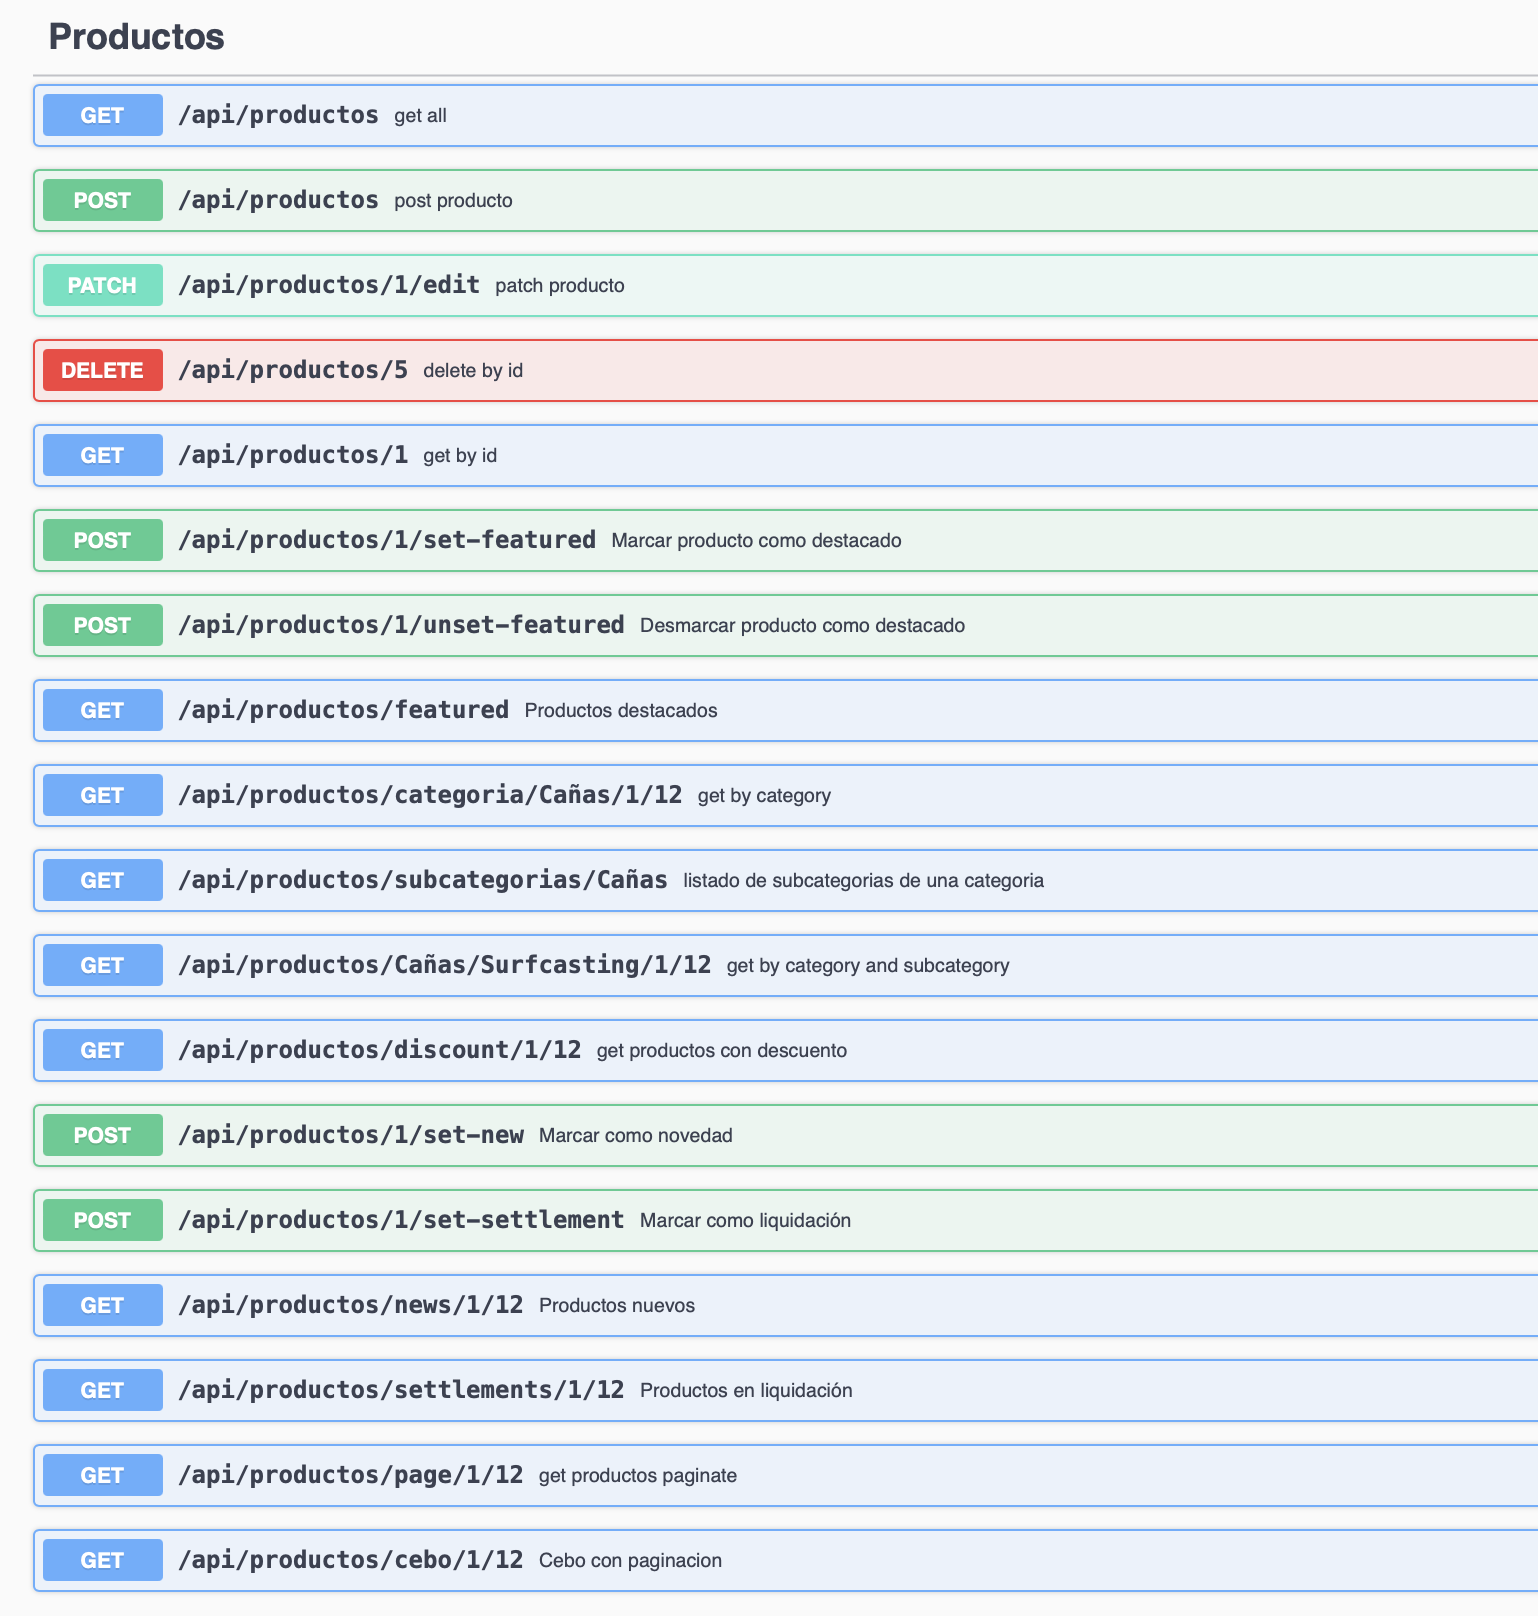 Productos
GET /api/productos get all
POST /api/productos post producto
PATCH /api/productos/1/edit patch producto
DELETE /api/productos/5 delete by id
GET /api/productos/1 get by id
POST /api/productos/1/set-featured Marcar producto como destacado
POST /api/productos/1/unset-featured Desmarcar producto como destacado
GET /api/productos/featured Productos destacados
GET /api/productos/categoria/Cañas/1/12 get by category
GET /api/productos/subcategorias/Cañas listado de subcategorias de una categoria
GET /api/productos/Cañas/Surfcasting/1/12 get by category and subcategory
GET /api/productos/discount/1/12 get productos con descuento
POST /api/productos/1/set-new Marcar como novedad
POST /api/productos/1/set-settlement Marcar como liquidación
GET /api/productos/news/1/12 Productos nuevos
GET /api/productos/settlements/1/12 Productos en liquidación
GET /api/productos/page/1/12 get productos paginate
GET /api/productos/cebo/1/12 Cebo con paginacion